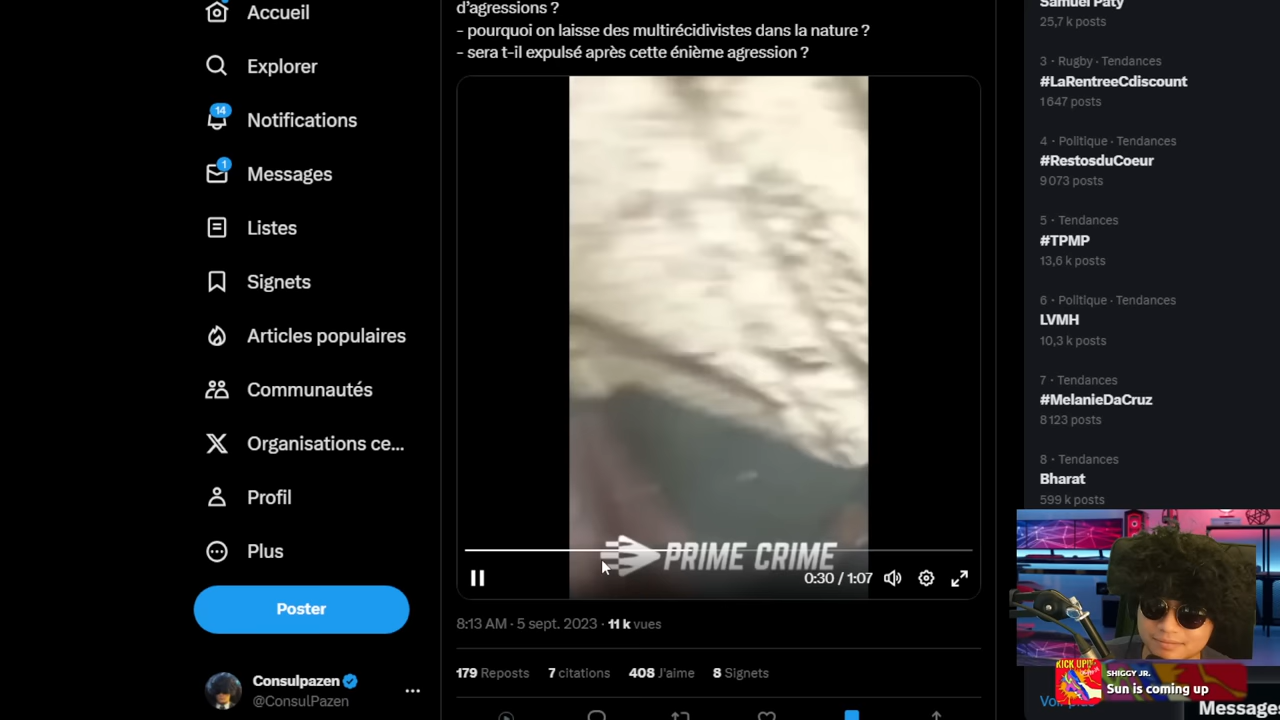 Accueil
Explorer
14
Notifications
1
Messages
Listes
Signets
Articles populaires
Communautés
Organisations ce...
Profil
Plus
Poster
Consulpazen
@ConsulPazen
d'agressions ?
- pourquoi on laisse des multirécidivistes dans la nature ?
- sera t-il expulsé après cette énième agression ?
PRIME CRIME
0:30 / 1:07
8:13 AM · 5 sept. 2023 · 11 k vues
179 Reposts 7 citations 408 J'aime 8 Signets
Samuel Paty
25,7 k posts
3 · Rugby · Tendances
#LaRentreeCdiscount
1 647 posts
4 · Politique · Tendances
#RestosduCoeur
9 073 posts
5 · Tendances
#TPMP
13,6 k posts
6 · Politique · Tendances
LVMH
10,3 k posts
7 · Tendances
#MelanieDaCruz
8 123 posts
8 · Tendances
Bharat
599 k posts
KICK UP!!
SHIGGY JR.
Sun is coming up
Messages